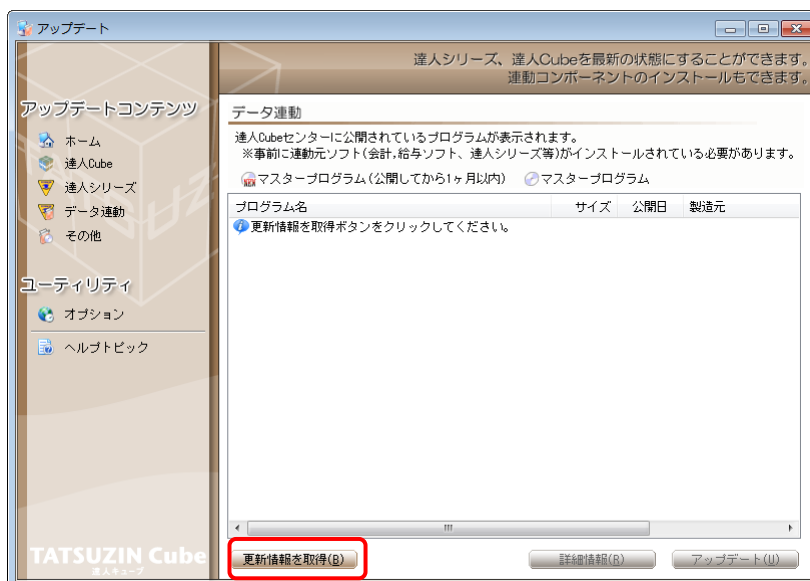 アップデート
達人シリーズ、達人Cubeを最新の状態にすることができます。
連動コンポーネントのインストールもできます。
アップデートコンテンツ
ホーム
達人Cube
達人シリーズ
データ連動
その他
ユーティリティ
オプション
ヘルプトピック
TATSUZIN Cube
達人キューブ
データ連動
達人Cubeセンターに公開されているプログラムが表示されます。
※事前に連動元ソフト(会計,給与ソフト、達人シリーズ等)がインストールされている必要があります。
マスタープログラム(公開してから1ヶ月以内) マスタープログラム
プログラム名 サイズ 公開日 製造元
更新情報を取得ボタンをクリックしてください。
更新情報を取得(B) 詳細情報(R) アップデート(U)